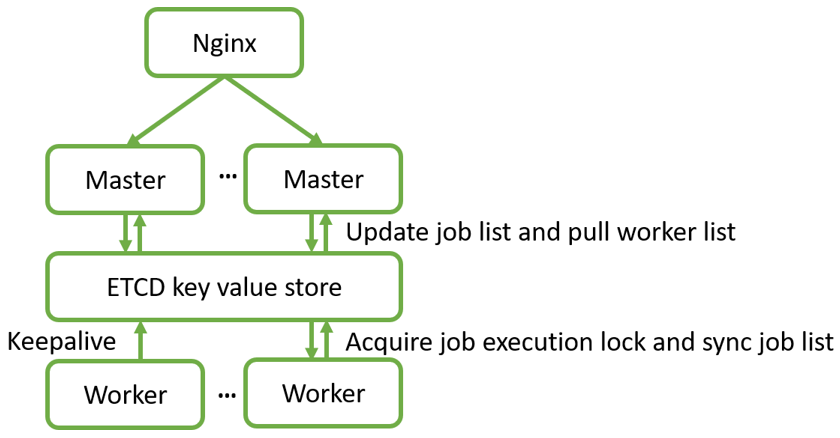 Nginx
Master ... Master
Update job list and pull worker list
ETCD key value store
Keepalive
Acquire job execution lock and sync job list
Worker ... Worker